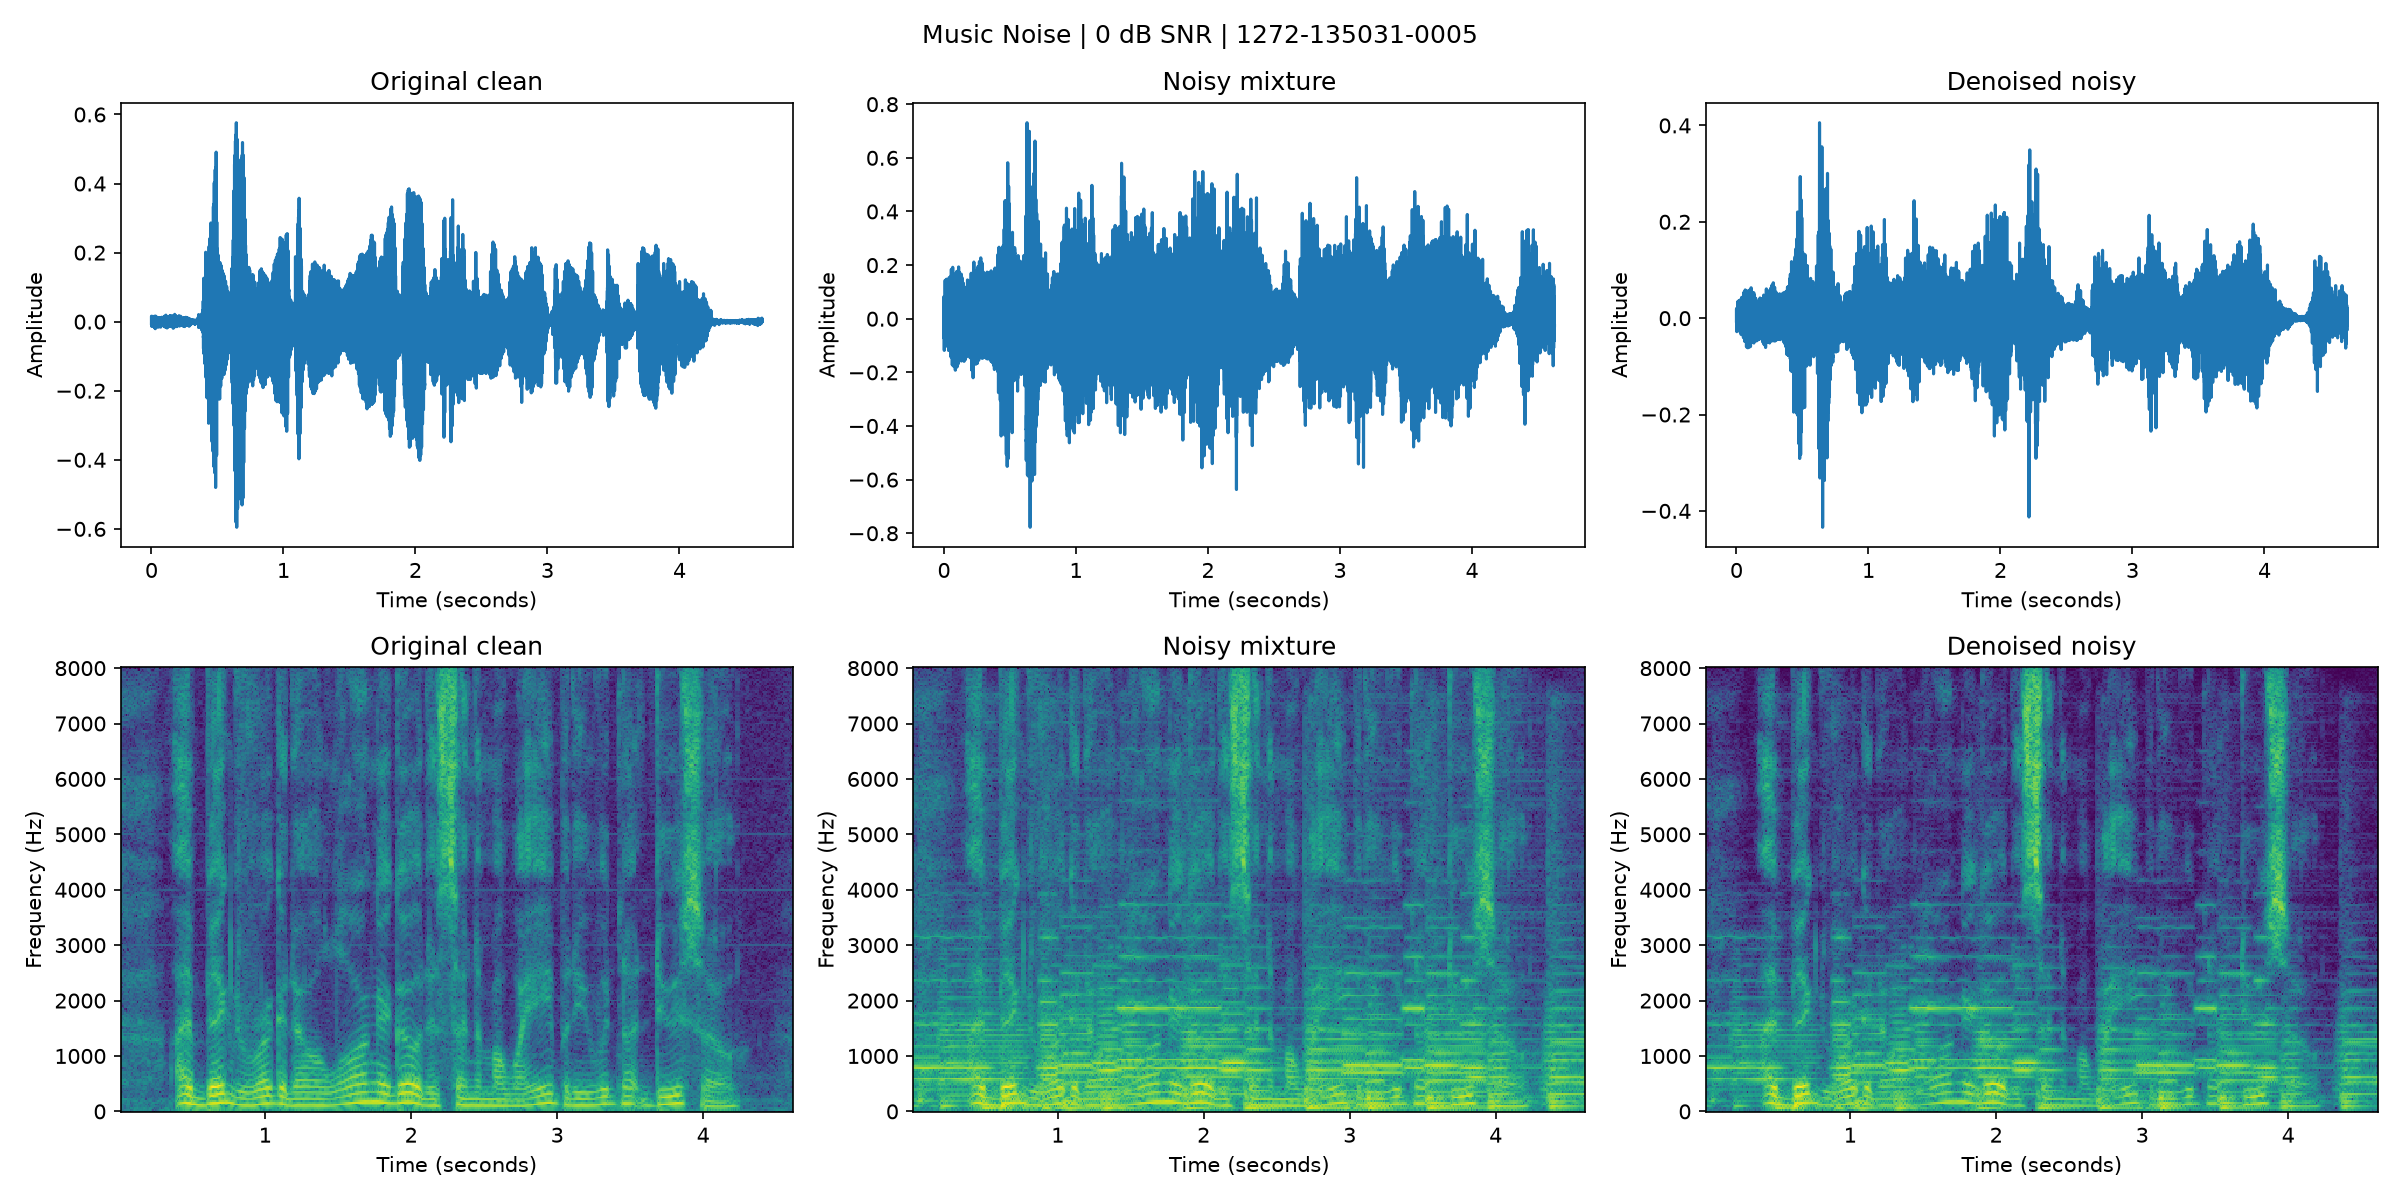 Music Noise | 0 dB SNR | 1272-135031-0005
Original clean
Noisy mixture
Denoised noisy
Amplitude
0.6
0.4
0.2
0.0
−0.2
−0.4
−0.6
0 1 2 3 4
Time (seconds)
Amplitude
0.8
0.6
0.4
0.2
0.0
−0.2
−0.4
−0.6
−0.8
0 1 2 3 4
Time (seconds)
Amplitude
0.4
0.2
0.0
−0.2
−0.4
0 1 2 3 4
Time (seconds)
Original clean
Noisy mixture
Denoised noisy
Frequency (Hz)
8000
7000
6000
5000
4000
3000
2000
1000
0
1 2 3 4
Time (seconds)
Frequency (Hz)
8000
7000
6000
5000
4000
3000
2000
1000
0
1 2 3 4
Time (seconds)
Frequency (Hz)
8000
7000
6000
5000
4000
3000
2000
1000
0
1 2 3 4
Time (seconds)